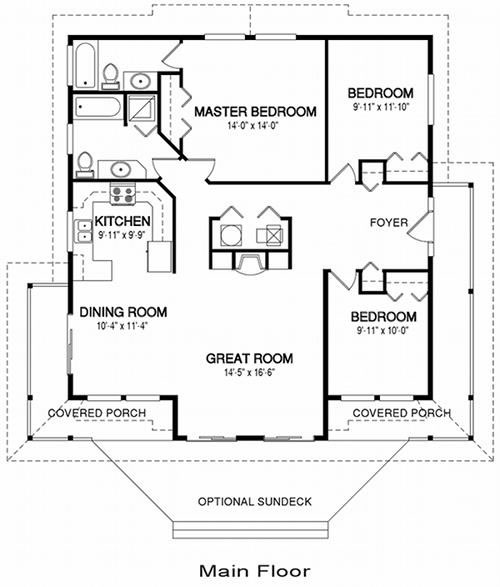 BEDROOM
9'-11" x 11'-10"
MASTER BEDROOM
14'-0" x 14'-0"
KITCHEN
9'-11" x 9'-9"
FOYER
DINING ROOM
10'-4" x 11'-4"
BEDROOM
9'-11" x 10'-0"
GREAT ROOM
14'-5" x 16'-6"
COVERED PORCH
COVERED PORCH
OPTIONAL SUNDECK
Main Floor